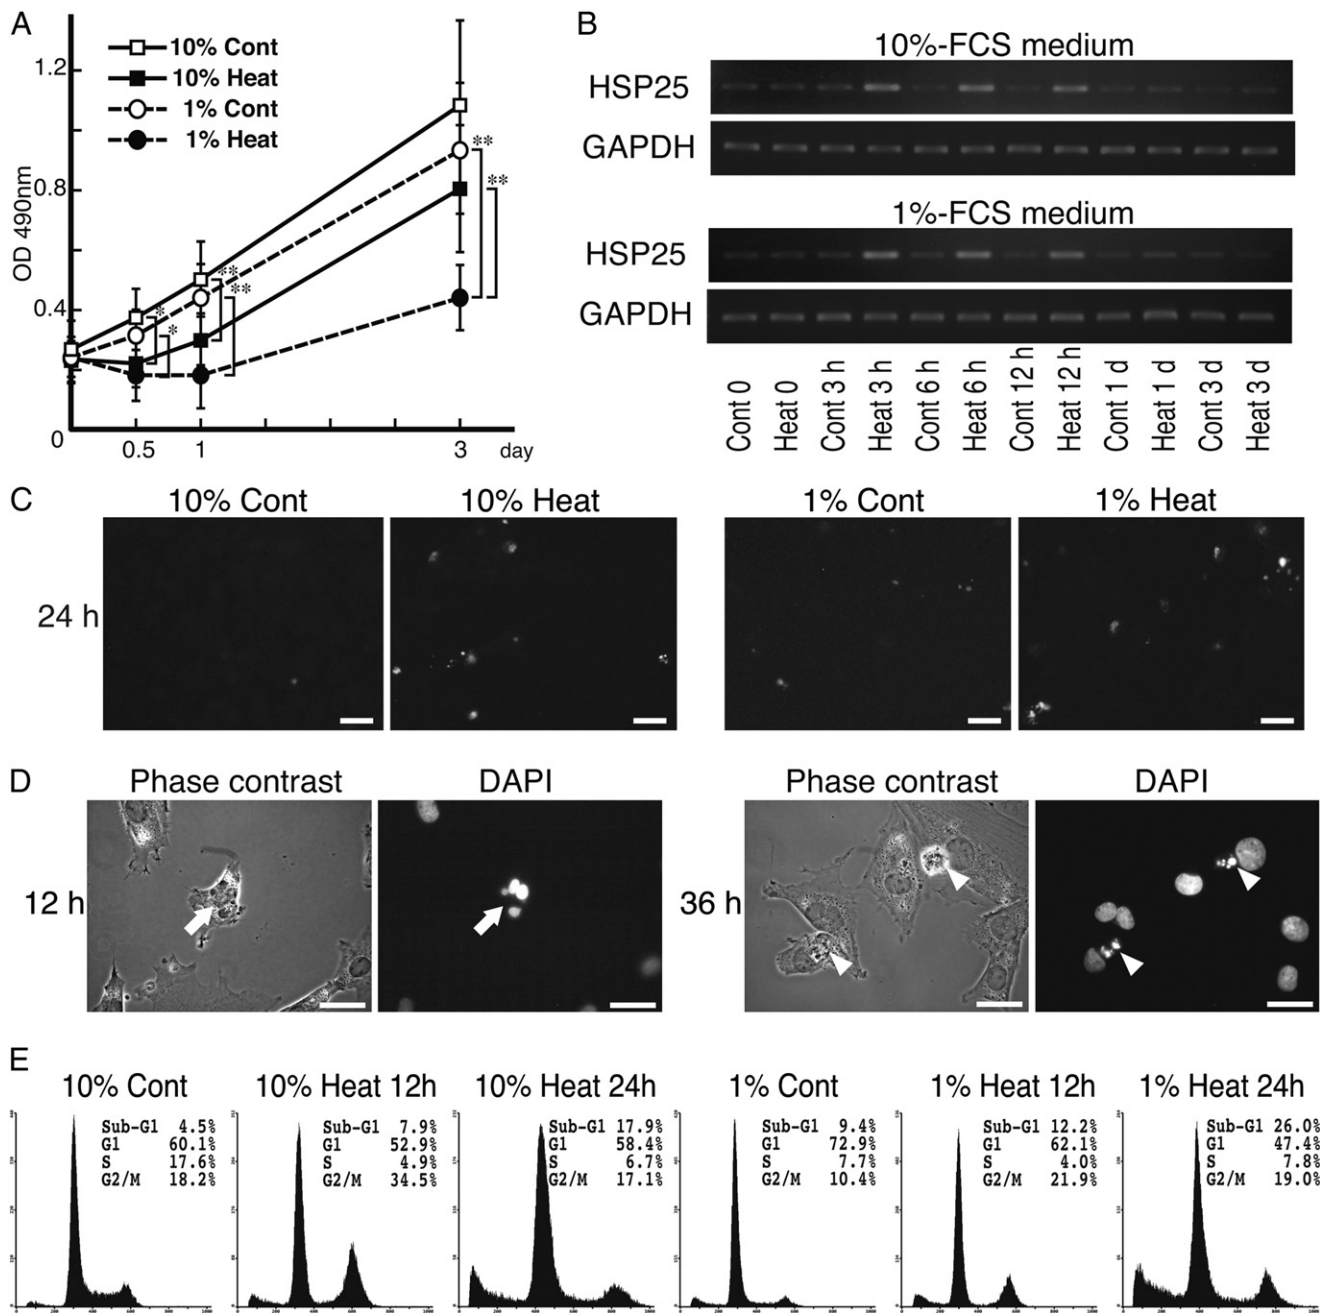 A
10% Cont
10% Heat
1% Cont
1% Heat
1.2
0.8
0.4
0
OD 490nm
**
**
**
**
*
*
0.5
1
3
day
B
10%-FCS medium
HSP25
GAPDH
1%-FCS medium
HSP25
GAPDH
Cont 0
Heat 0
Cont 3 h
Heat 3 h
Cont 6 h
Heat 6 h
Cont 12 h
Heat 12 h
Cont 1 d
Heat 1 d
Cont 3 d
Heat 3 d
C
10% Cont
10% Heat
1% Cont
1% Heat
24 h
D
Phase contrast
DAPI
Phase contrast
DAPI
12 h
36 h
E
10% Cont
Sub-G1 4.5%
G1 60.1%
S 17.6%
G2/M 18.2%
10% Heat 12h
Sub-G1 7.9%
G1 52.9%
S 4.9%
G2/M 34.5%
10% Heat 24h
Sub-G1 17.9%
G1 58.4%
S 6.7%
G2/M 17.1%
1% Cont
Sub-G1 9.4%
G1 72.9%
S 7.7%
G2/M 10.4%
1% Heat 12h
Sub-G1 12.2%
G1 62.1%
S 4.0%
G2/M 21.9%
1% Heat 24h
Sub-G1 26.0%
G1 47.4%
S 7.8%
G2/M 19.0%